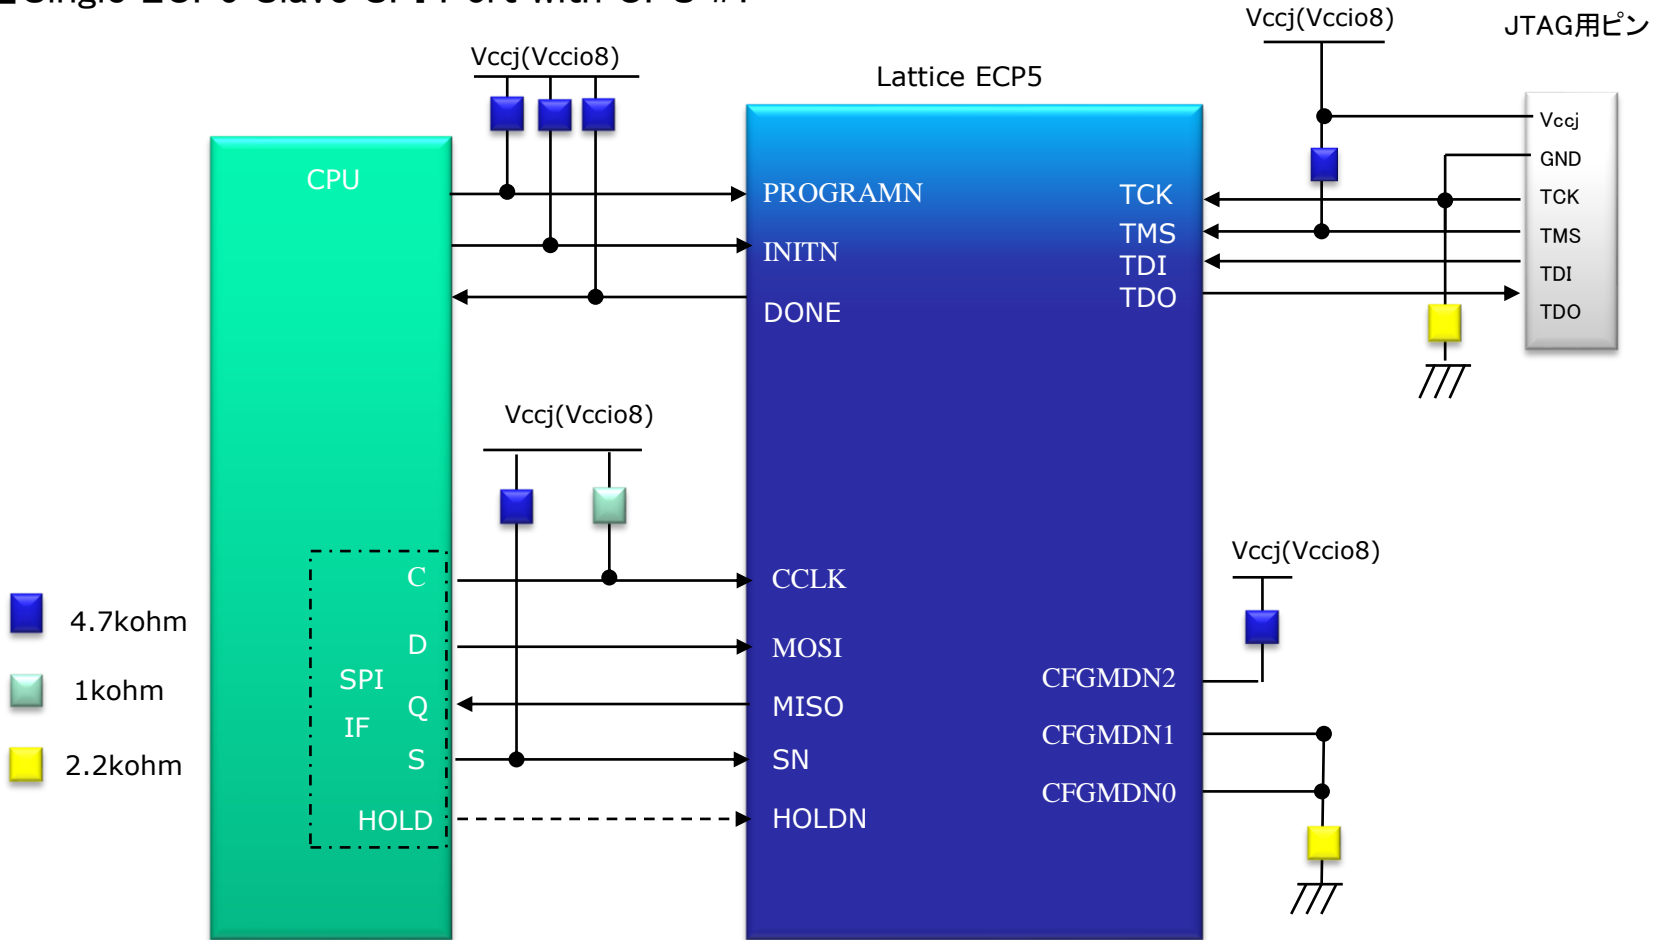 Vccj(Vccio8)
JTAG用ピン
Vccj(Vccio8)
Lattice ECP5
CPU
PROGRAMN
INITN
DONE
TCK
TMS
TDI
TDO
Vccj
GND
TCK
TMS
TDI
TDO
Vccj(Vccio8)
C
D
SPI
Q
IF
S
HOLD
CCLK
MOSI
MISO
SN
HOLDN
Vccj(Vccio8)
CFGMDN2
CFGMDN1
CFGMDN0
4.7kohm
1kohm
2.2kohm